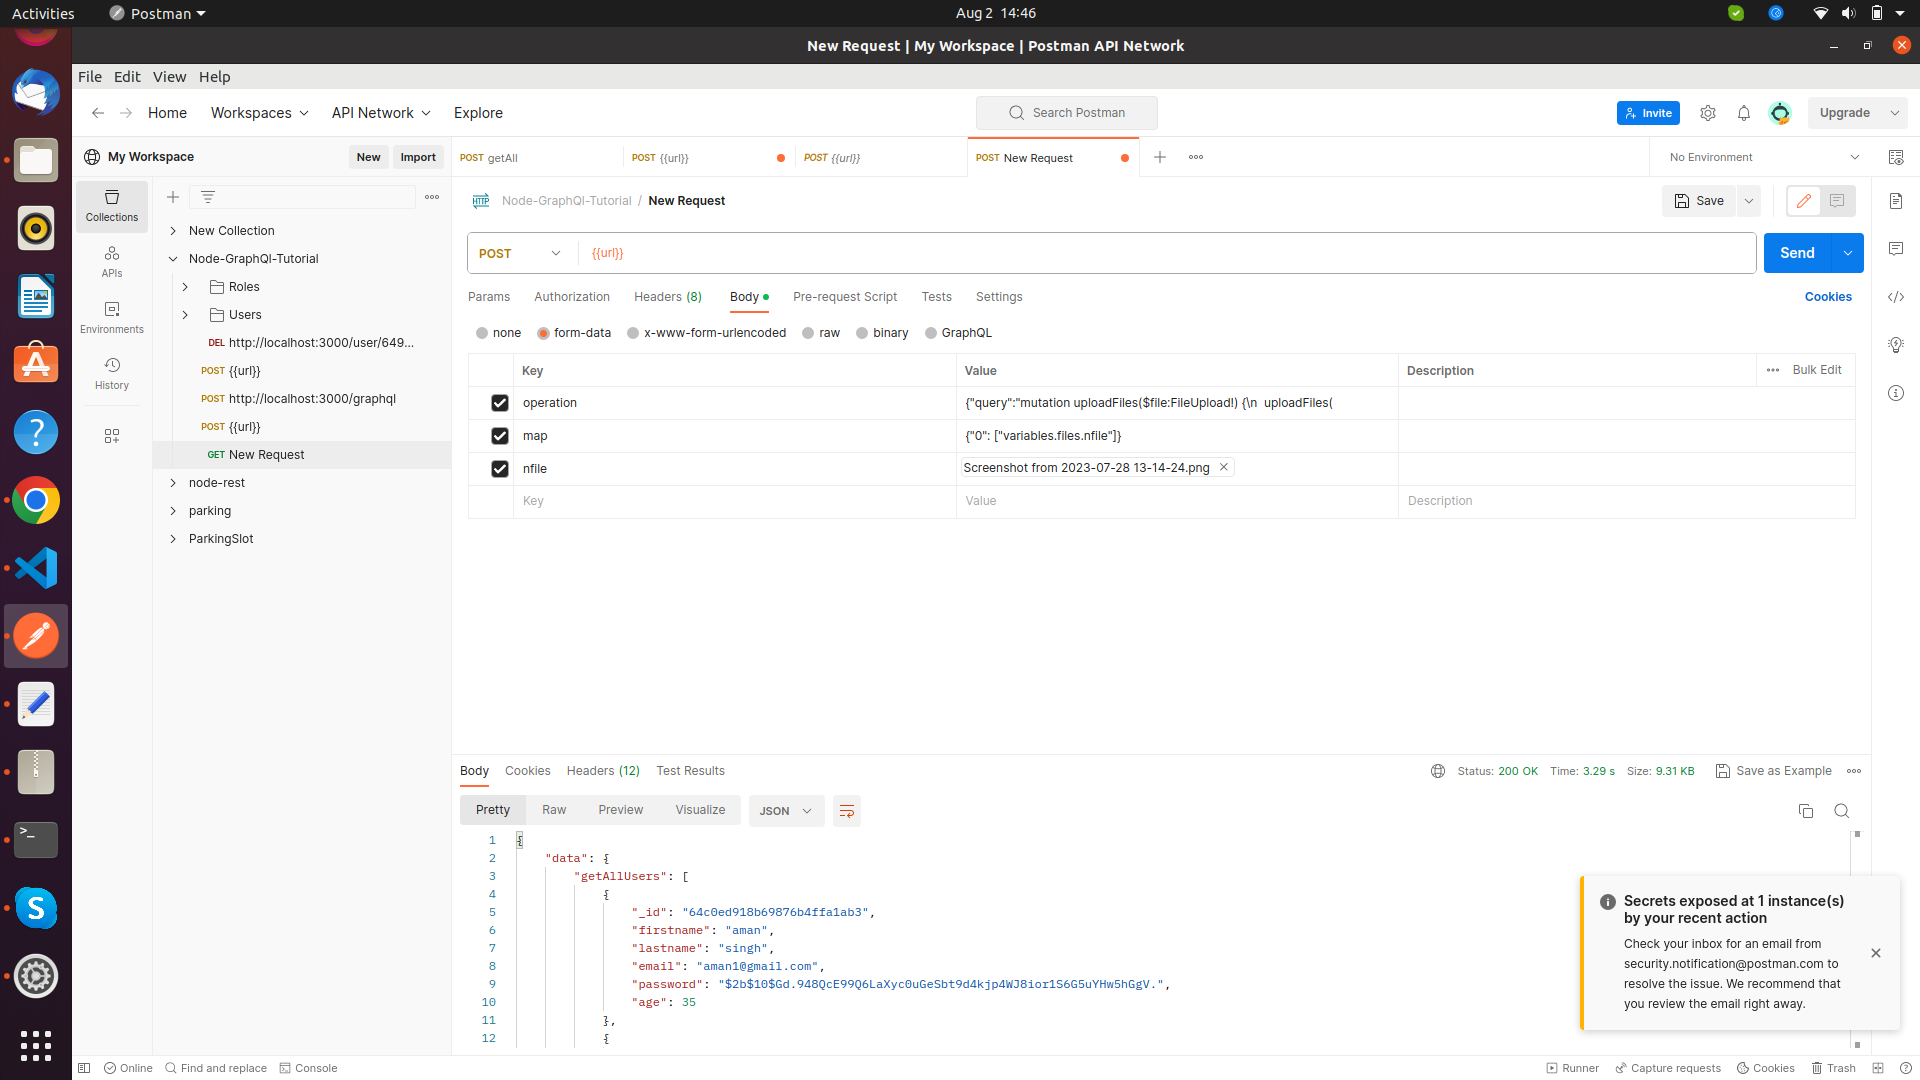 Activities
Postman
Aug 2 14:46
New Request | My Workspace | Postman API Network
File Edit View Help
Home Workspaces API Network Explore
Search Postman
Invite
Upgrade
My Workspace
New
Import
POST getAll
POST {{url}}
POST {{url}}
POST New Request
No Environment
Collections
APIs
Environments
History
New Collection
Node-GraphQl-Tutorial
Roles
Users
DEL http://localhost:3000/user/649...
POST {{url}}
POST http://localhost:3000/graphql
POST {{url}}
GET New Request
node-rest
parking
ParkingSlot
HTTP
Node-GraphQl-Tutorial / New Request
Save
POST
{{url}}
Send
Params Authorization Headers (8) Body Pre-request Script Tests Settings
Cookies
none form-data x-www-form-urlencoded raw binary GraphQL
Key Value Description
Bulk Edit
operation {"query":"mutation uploadFiles($file:FileUpload!) {\n uploadFiles(
map {"0": ["variables.files.nfile"]}
nfile Screenshot from 2023-07-28 13-14-24.png
Key Value Description
Body Cookies Headers (12) Test Results
Status: 200 OK Time: 3.29 s Size: 9.31 KB
Save as Example
Pretty Raw Preview Visualize
JSON
1 {
2 "data": {
3 "getAllUsers": [
4 {
5 "_id": "64c0ed918b69876b4ffa1ab3",
6 "firstname": "aman",
7 "lastname": "singh",
8 "email": "aman1@gmail.com",
9 "password": "$2b$10$Gd.948QcE99Q6LaXyc0uGeSbt9d4kjp4WJ8ior1S6G5uYHw5hGgV.",
10 "age": 35
11 },
12 {
Secrets exposed at 1 instance(s)
by your recent action
Check your inbox for an email from
security.notification@postman.com to
resolve the issue. We recommend that
you review the email right away.
Online Find and replace Console
Runner Capture requests Cookies Trash